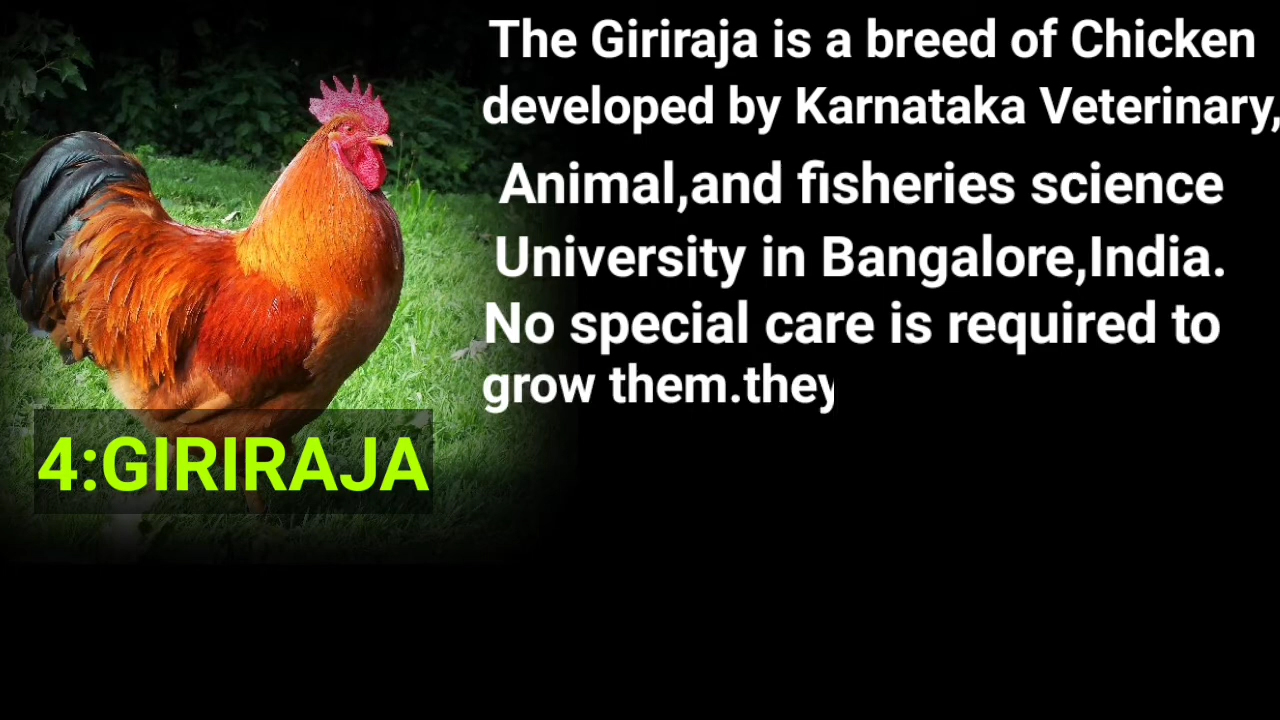 The Giriraja is a breed of Chicken
developed by Karnataka Veterinary,
Animal,and fisheries science
University in Bangalore,India.
No special care is required to
grow them.they
4:GIRIRAJA